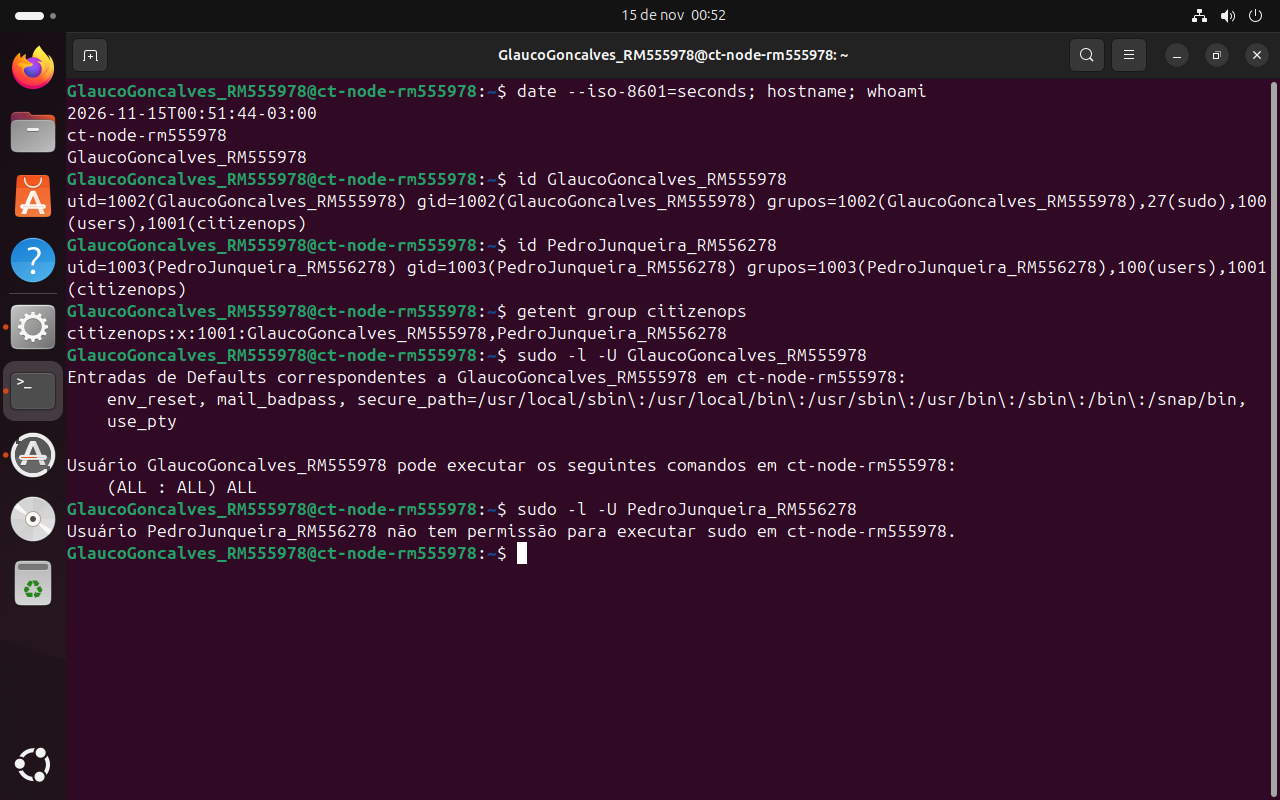 15 de nov 00:52
GlaucoGoncalves_RM555978@ct-node-rm555978: ~
GlaucoGoncalves_RM555978@ct-node-rm555978:~$ date --iso-8601=seconds; hostname; whoami
2026-11-15T00:51:44-03:00
ct-node-rm555978
GlaucoGoncalves_RM555978
GlaucoGoncalves_RM555978@ct-node-rm555978:~$ id GlaucoGoncalves_RM555978
uid=1002(GlaucoGoncalves_RM555978) gid=1002(GlaucoGoncalves_RM555978) grupos=1002(GlaucoGoncalves_RM555978),27(sudo),100
(users),1001(citizenops)
GlaucoGoncalves_RM555978@ct-node-rm555978:~$ id PedroJunqueira_RM556278
uid=1003(PedroJunqueira_RM556278) gid=1003(PedroJunqueira_RM556278) grupos=1003(PedroJunqueira_RM556278),100(users),1001
(citizenops)
GlaucoGoncalves_RM555978@ct-node-rm555978:~$ getent group citizenops
citizenops:x:1001:GlaucoGoncalves_RM555978,PedroJunqueira_RM556278
GlaucoGoncalves_RM555978@ct-node-rm555978:~$ sudo -l -U GlaucoGoncalves_RM555978
Entradas de Defaults correspondentes a GlaucoGoncalves_RM555978 em ct-node-rm555978:
    env_reset, mail_badpass, secure_path=/usr/local/sbin\:/usr/local/bin\:/usr/sbin\:/usr/bin\:/sbin\:/bin\:/snap/bin,
    use_pty
Usuário GlaucoGoncalves_RM555978 pode executar os seguintes comandos em ct-node-rm555978:
    (ALL : ALL) ALL
GlaucoGoncalves_RM555978@ct-node-rm555978:~$ sudo -l -U PedroJunqueira_RM556278
Usuário PedroJunqueira_RM556278 não tem permissão para executar sudo em ct-node-rm555978.
GlaucoGoncalves_RM555978@ct-node-rm555978:~$